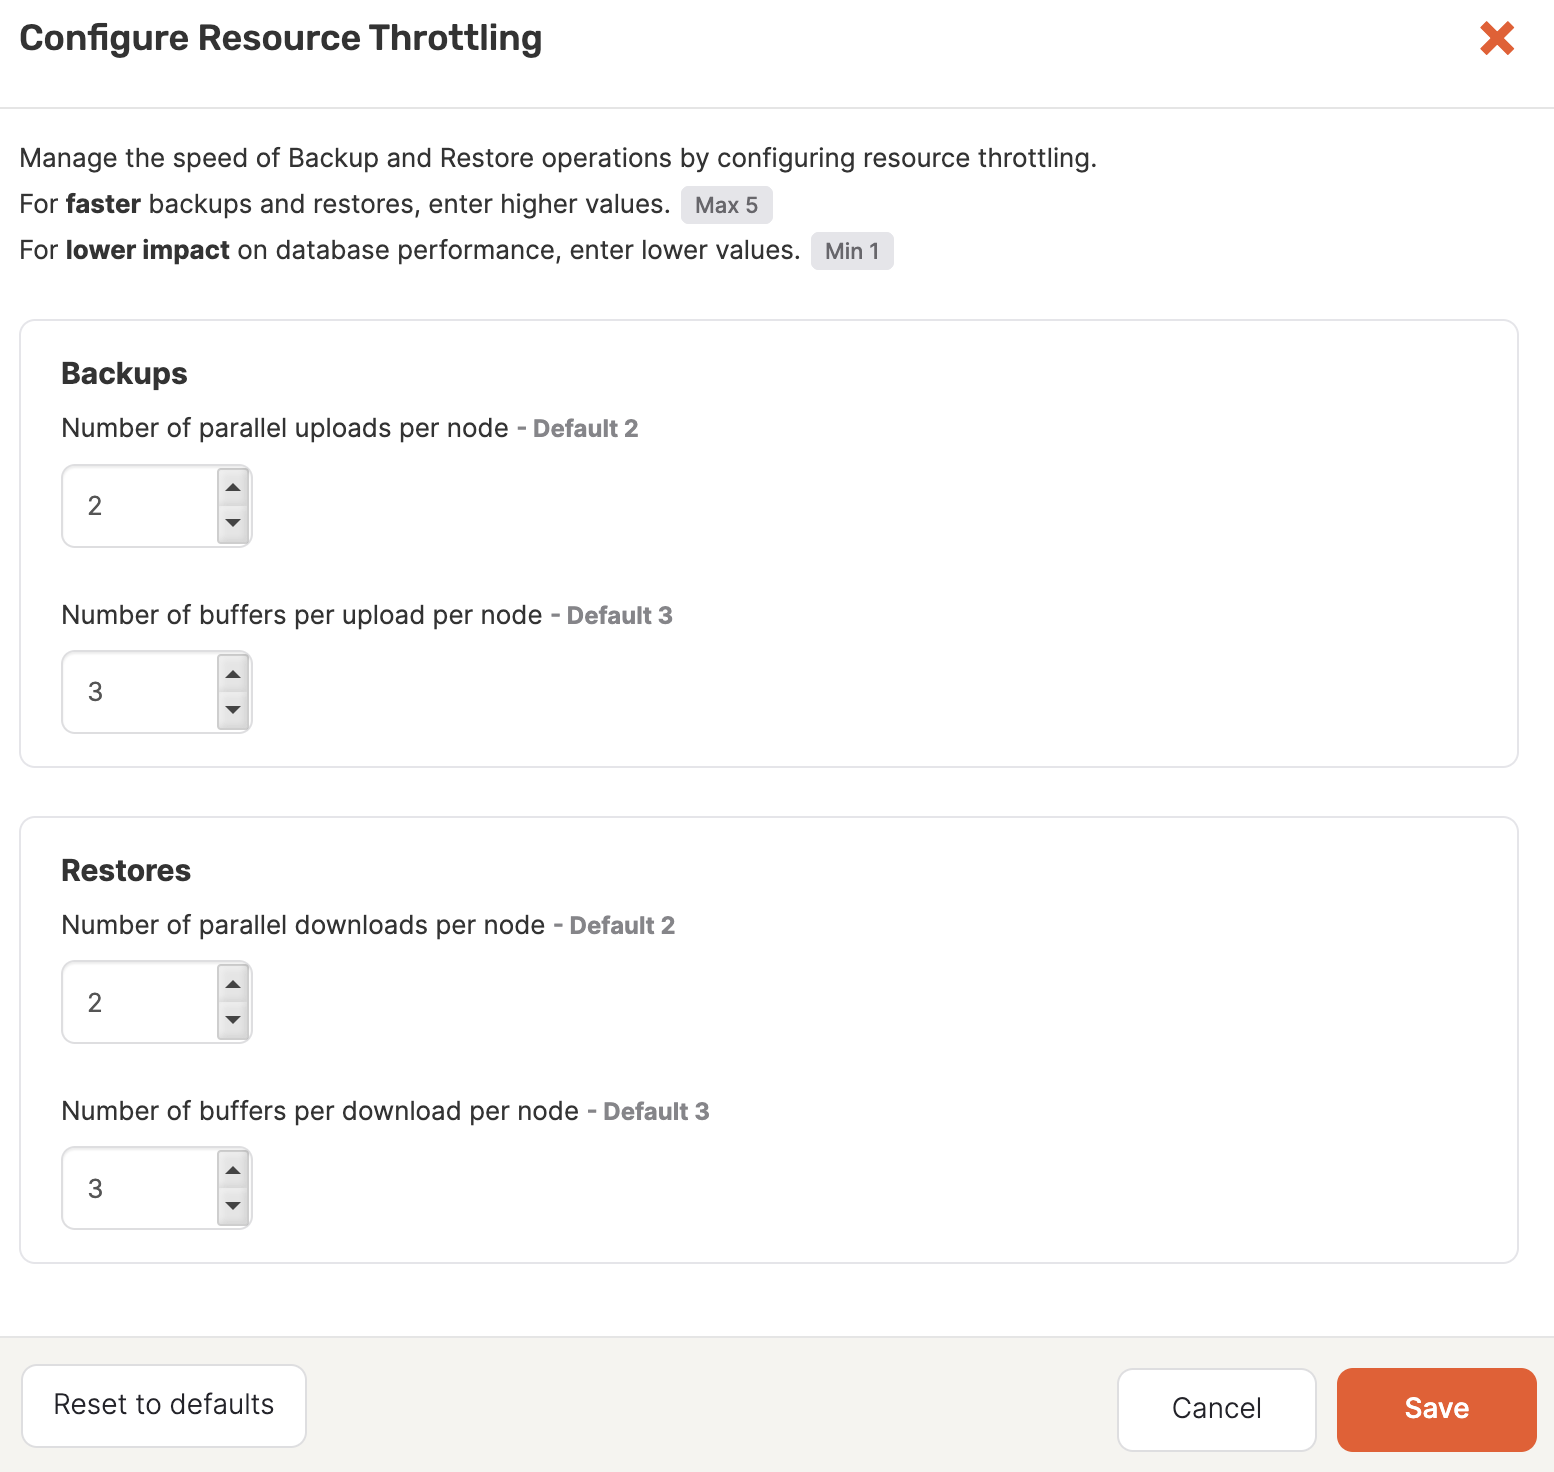 Configure Resource Throttling
Manage the speed of Backup and Restore operations by configuring resource throttling.
For faster backups and restores, enter higher values. Max 5
For lower impact on database performance, enter lower values. Min 1
Backups
Number of parallel uploads per node - Default 2
2
Number of buffers per upload per node - Default 3
3
Restores
Number of parallel downloads per node - Default 2
2
Number of buffers per download per node - Default 3
3
Reset to defaults
Cancel
Save